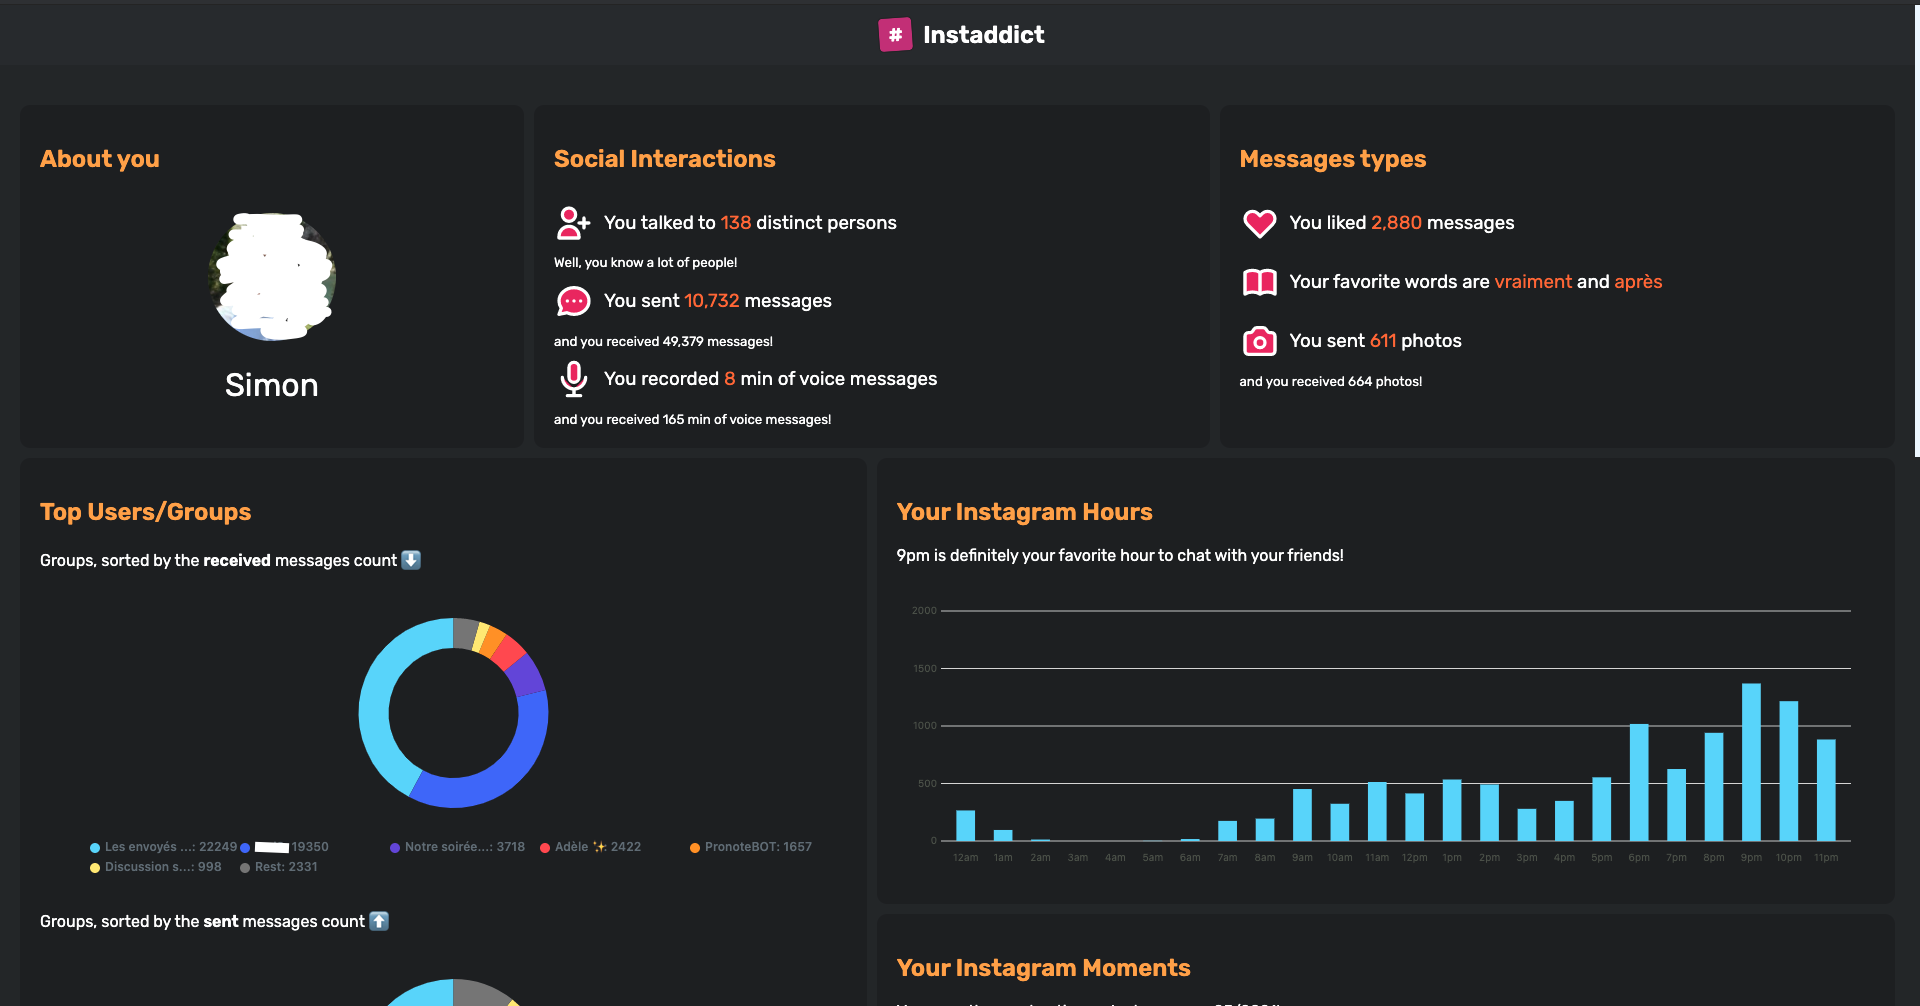 # Instaddict
About you
Simon
Social Interactions
You talked to 138 distinct persons
Well, you know a lot of people!
You sent 10,732 messages
and you received 49,379 messages!
You recorded 8 min of voice messages
and you received 165 min of voice messages!
Messages types
You liked 2,880 messages
Your favorite words are vraiment and après
You sent 611 photos
and you received 664 photos!
Top Users/Groups
Groups, sorted by the received messages count ⬇️
Les envoyés ...: 22249
19350
Notre soirée...: 3718
Adèle ✨: 2422
PronoteBOT: 1657
Discussion s...: 998
Rest: 2331
Groups, sorted by the sent messages count ⬆️
Your Instagram Hours
9pm is definitely your favorite hour to chat with your friends!
2000
1500
1000
500
0
12am 1am 2am 3am 4am 5am 6am 7am 8am 9am 10am 11am 12pm 1pm 2pm 3pm 4pm 5pm 6pm 7pm 8pm 9pm 10pm 11pm
Your Instagram Moments